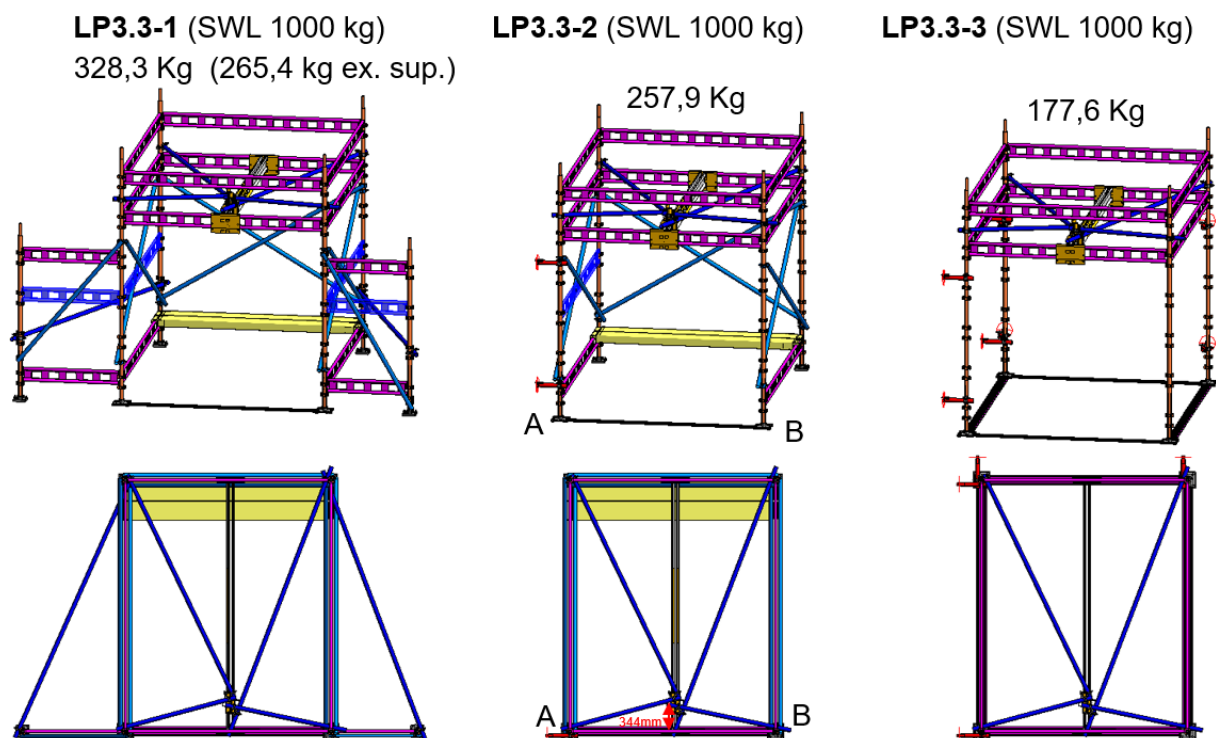 LP3.3-1 (SWL 1000 kg)
328,3 Kg (265,4 kg ex. sup.)
LP3.3-2 (SWL 1000 kg)
257,9 Kg
LP3.3-3 (SWL 1000 kg)
177,6 Kg
A
B
A
344mm
B